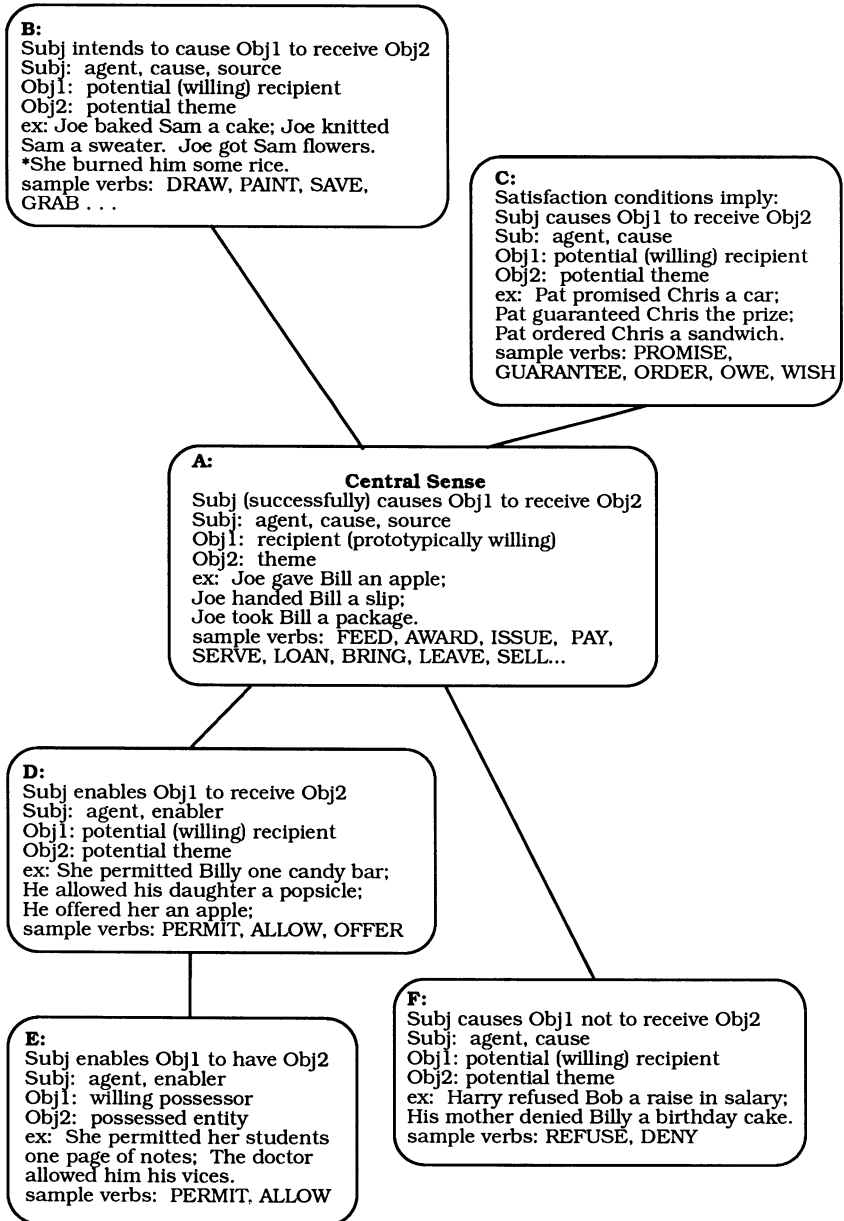 B:
Subj intends to cause Obj1 to receive Obj2
Subj: agent, cause, source
Obj1: potential (willing) recipient
Obj2: potential theme
ex: Joe baked Sam a cake; Joe knitted
Sam a sweater. Joe got Sam flowers.
*She burned him some rice.
sample verbs: DRAW, PAINT, SAVE,
GRAB . . .
C:
Satisfaction conditions imply:
Subj causes Obj1 to receive Obj2
Sub: agent, cause
Obj1: potential (willing) recipient
Obj2: potential theme
ex: Pat promised Chris a car;
Pat guaranteed Chris the prize;
Pat ordered Chris a sandwich.
sample verbs: PROMISE,
GUARANTEE, ORDER, OWE, WISH
A:
Central Sense
Subj (successfully) causes Obj1 to receive Obj2
Subj: agent, cause, source
Obj1: recipient (prototypically willing)
Obj2: theme
ex: Joe gave Bill an apple;
Joe handed Bill a slip;
Joe took Bill a package.
sample verbs: FEED, AWARD, ISSUE, PAY,
SERVE, LOAN, BRING, LEAVE, SELL...
D:
Subj enables Obj1 to receive Obj2
Subj: agent, enabler
Obj1: potential (willing) recipient
Obj2: potential theme
ex: She permitted Billy one candy bar;
He allowed his daughter a popsicle;
He offered her an apple;
sample verbs: PERMIT, ALLOW, OFFER
E:
Subj enables Obj1 to have Obj2
Subj: agent, enabler
Obj1: willing possessor
Obj2: possessed entity
ex: She permitted her students
one page of notes; The doctor
allowed him his vices.
sample verbs: PERMIT, ALLOW
F:
Subj causes Obj1 not to receive Obj2
Subj: agent, cause
Obj1: potential (willing) recipient
Obj2: potential theme
ex: Harry refused Bob a raise in salary;
His mother denied Billy a birthday cake.
sample verbs: REFUSE, DENY